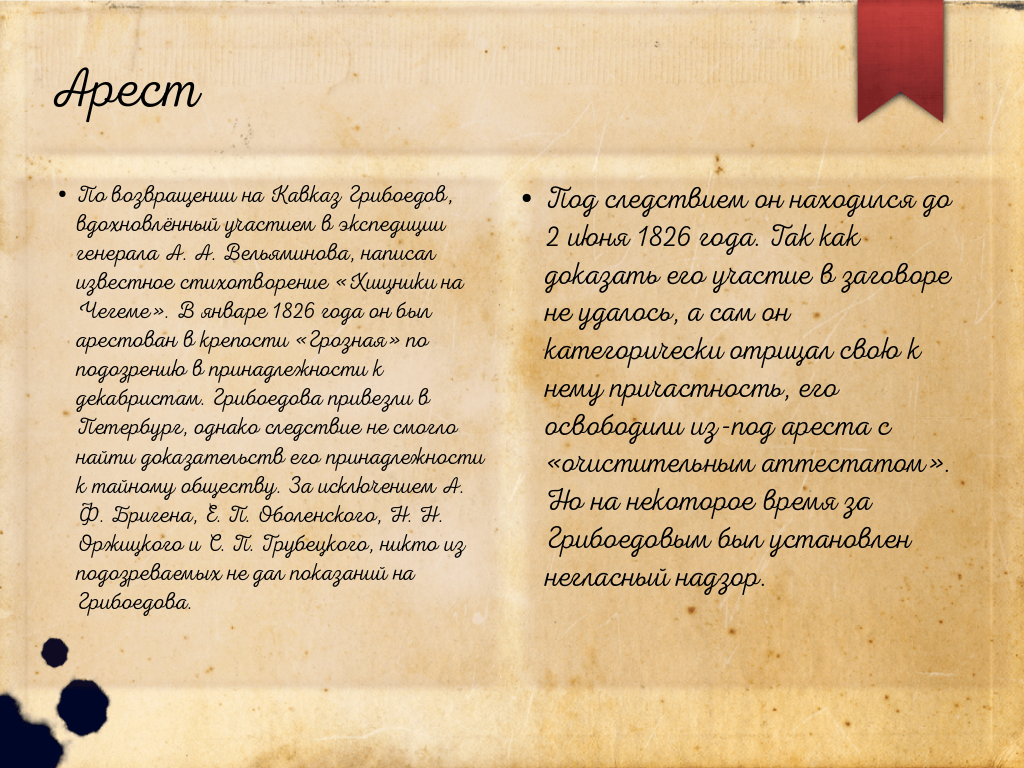 Арест
• По возвращении на Кавказ Грибоедов,
вдохновлённый участием в экспедиции
генерала А. А. Вельяминова, написал
известное стихотворение «Хищники на
Чегеме». В январе 1826 года он был
арестован в крепости «Грозная» по
подозрению в принадлежности к
декабристам. Грибоедова привезли в
Петербург, однако следствие не смогло
найти доказательств его принадлежности
к тайному обществу. За исключением А.
Ф. Бригена, Е. П. Оболенского, Н. Н.
Оржицкого и С. П. Трубецкого, никто из
подозреваемых не дал показаний на
Грибоедова.
• Под следствием он находился до
2 июня 1826 года. Так как
доказать его участие в заговоре
не удалось, а сам он
категорически отрицал свою к
нему причастность, его
освободили из-под ареста с
«очистительным аттестатом».
Но на некоторое время за
Грибоедовым был установлен
негласный надзор.